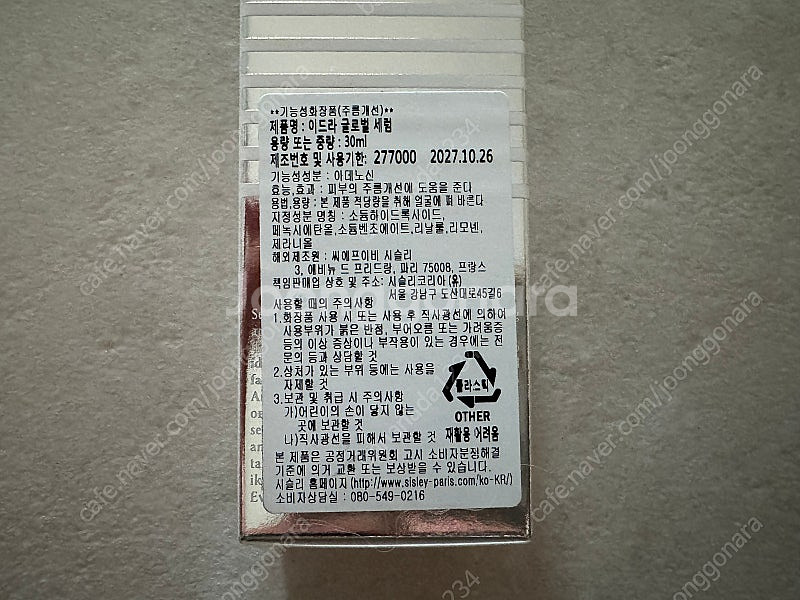 **기능성화장품(주름개선)**
제품명 : 이드라 글로벌 세럼
용량 또는 중량 : 30ml
제조번호 및 사용기한: 277000 2027.10.26
기능성성분 : 아데노신
효능,효과 : 피부의 주름개선에 도움을 준다
용법,용량 : 본 제품 적당량을 취해 얼굴에 펴 바른다
지정성분 명칭 : 소듐하이드록사이드,
페녹시에탄올,소듐벤조에이트,리날룰,리모넨,
제라니올
해외제조원 : 씨에프이비 시슬리
3, 애비뉴 드 프리드랑, 파리 75008, 프랑스
책임판매업 상호 및 주소: 시슬리코리아(유)
서울 강남구 도산대로45길6
사용할 때의 주의사항
1.화장품 사용 시 또는 사용 후 직사광선에 의하여
사용부위가 붉은 반점, 부어오름 또는 가려움증
등의 이상 증상이나 부작용이 있는 경우에는 전
문의 등과 상담할 것
2.상처가 있는 부위 등에는 사용을
자제할 것
3.보관 및 취급 시 주의사항
가)어린이의 손이 닿지 않는
곳에 보관할 것
나)직사광선을 피해서 보관할 것
플라스틱
OTHER
재활용 어려움
본 제품은 공정거래위원회 고시 소비자분쟁해결
기준에 의거 교환 또는 보상받을 수 있습니다.
시슬리 홈페이지(http://www.sisley-paris.com/ko-KR/)
소비자상담실 : 080-549-0216
joonggonara
cafe.naver.com/joonggonara